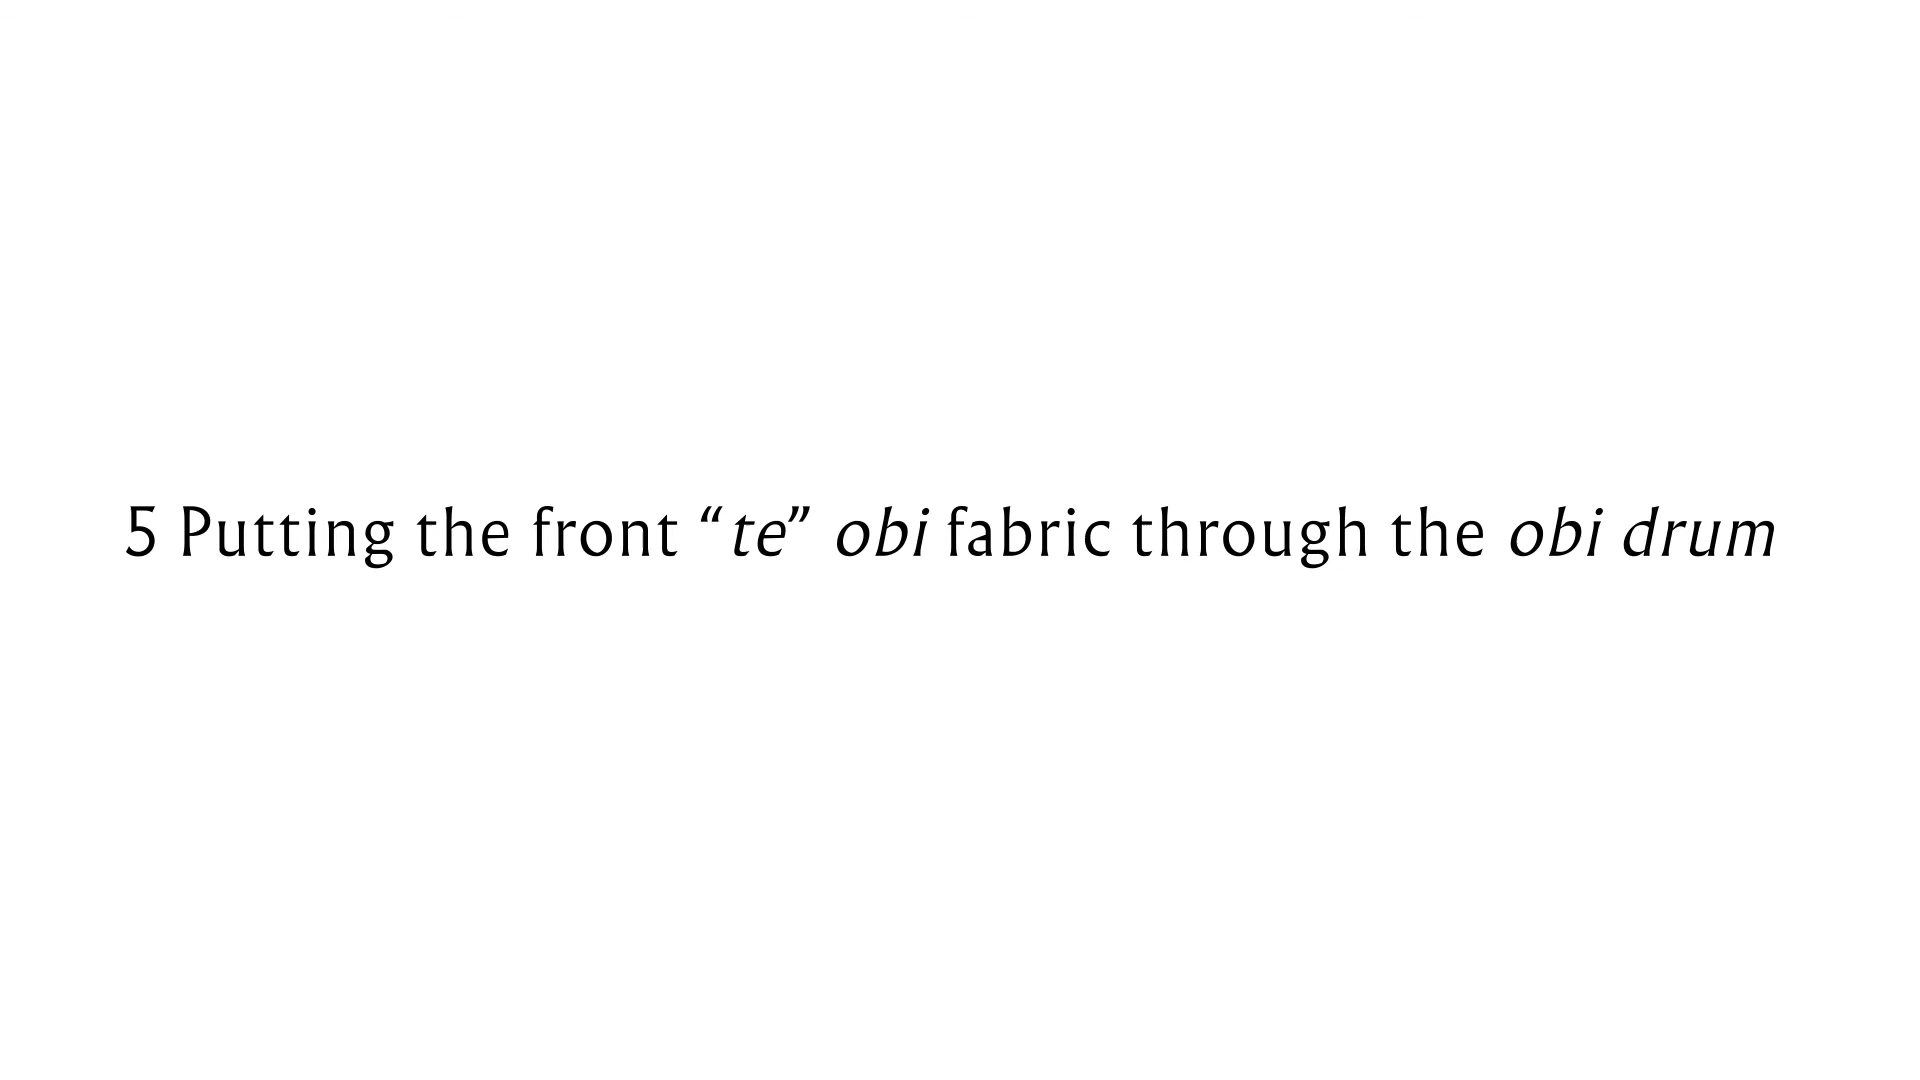 5 Putting the front “te” obi fabric through the obi drum